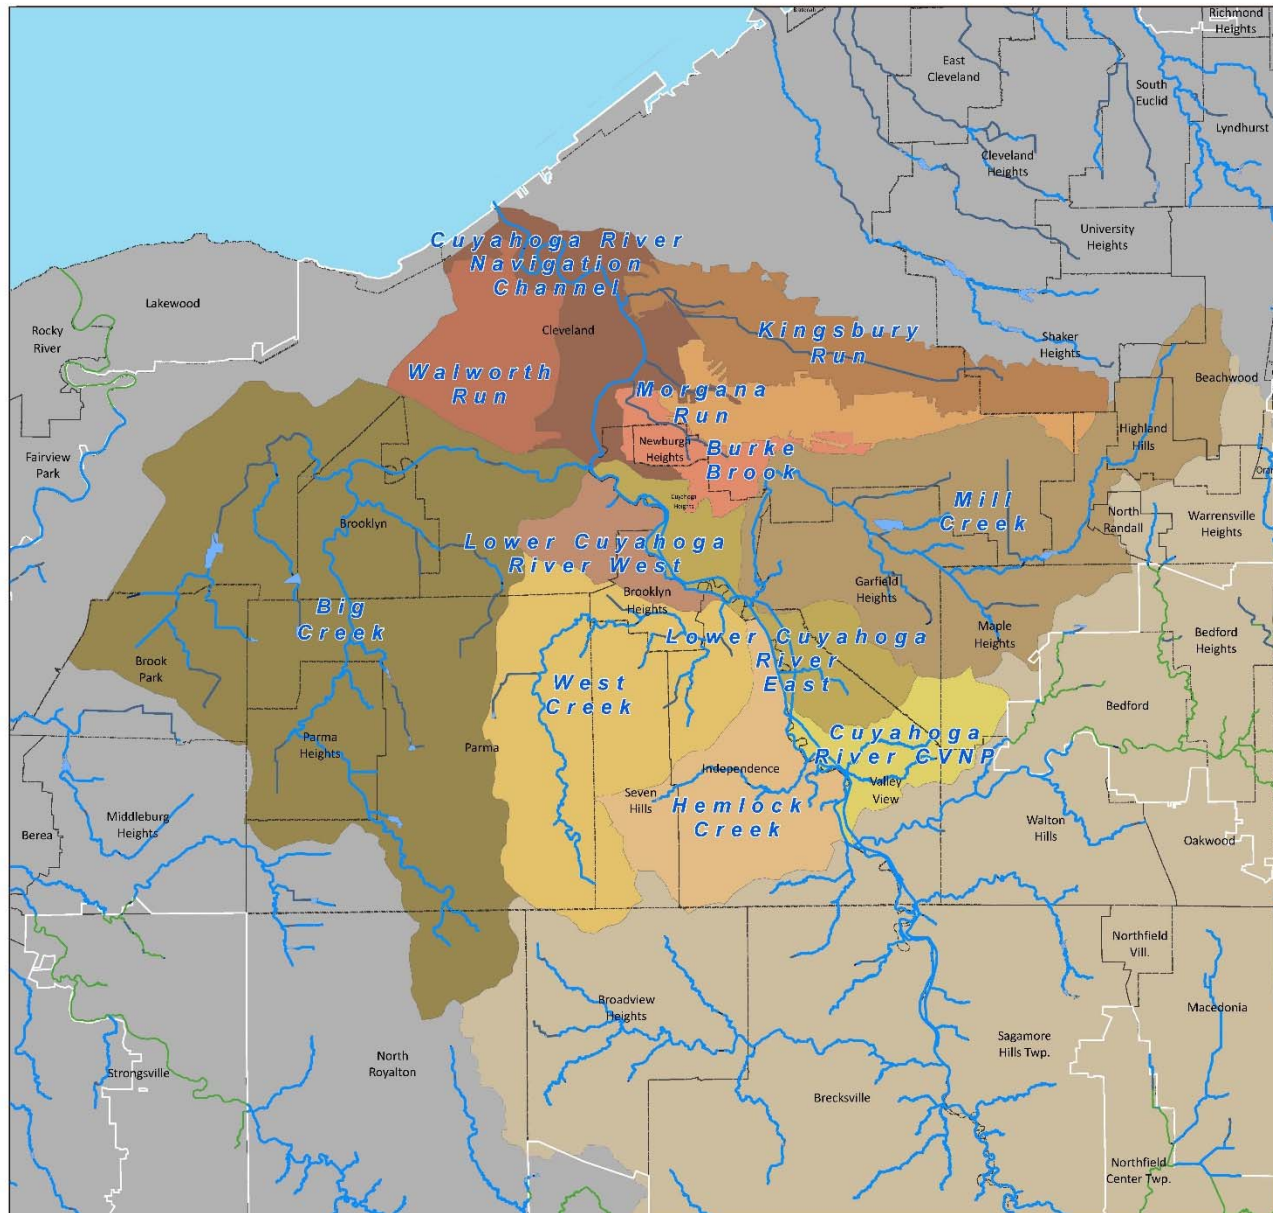 Richmond
Heights
East
Cleveland
South
Euclid
Lyndhurst
Cleveland
Heights
University
Heights
Cuyahoga River
Navigation
Channel
Lakewood
Rocky
River
Cleveland
Kingsbury
Run
Shaker
Heights
Beachwood
Walworth
Run
Morgana
Run
Highland
Hills
Newburgh
Heights
Burke
Brook
Fairview
Park
Cuyahoga
Heights
Mill
Creek
North
Randall
Warrensville
Heights
Brooklyn
Lower Cuyahoga
River West
Garfield
Heights
Brooklyn
Heights
Big
Creek
Maple
Heights
Bedford
Heights
Lower Cuyahoga
River
East
Brook
Park
West
Creek
Bedford
Parma
Heights
Parma
Cuyahoga
River CVNP
Independence
Valley
View
Seven
Hills
Hemlock
Creek
Middleburg
Heights
Berea
Walton
Hills
Oakwood
Northfield
Vill.
Broadview
Heights
Macedonia
Sagamore
Hills Twp.
North
Royalton
Strongsville
Brecksville
Northfield
Center Twp.